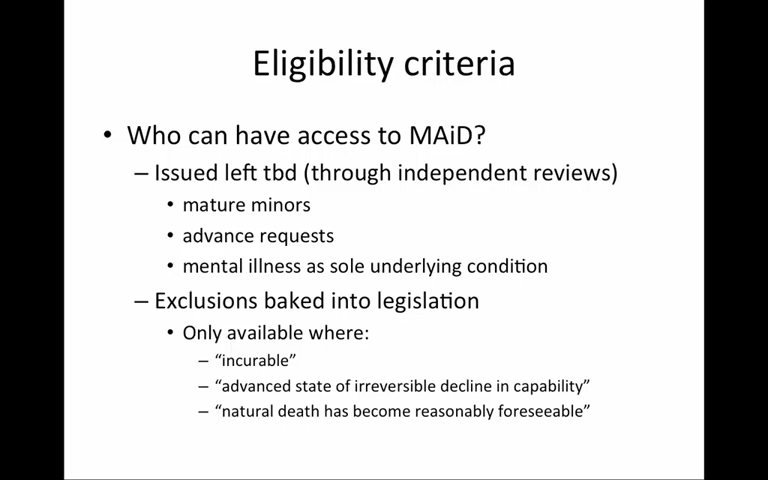 Eligibility criteria
• Who can have access to MAiD?
– Issued left tbd (through independent reviews)
• mature minors
• advance requests
• mental illness as sole underlying condition
– Exclusions baked into legislation
• Only available where:
– “incurable”
– “advanced state of irreversible decline in capability”
– “natural death has become reasonably foreseeable”